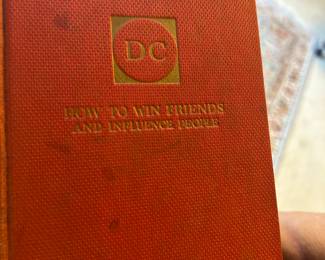 DC
HOW TO WIN FRIENDS
AND INFLUENCE PEOPLE